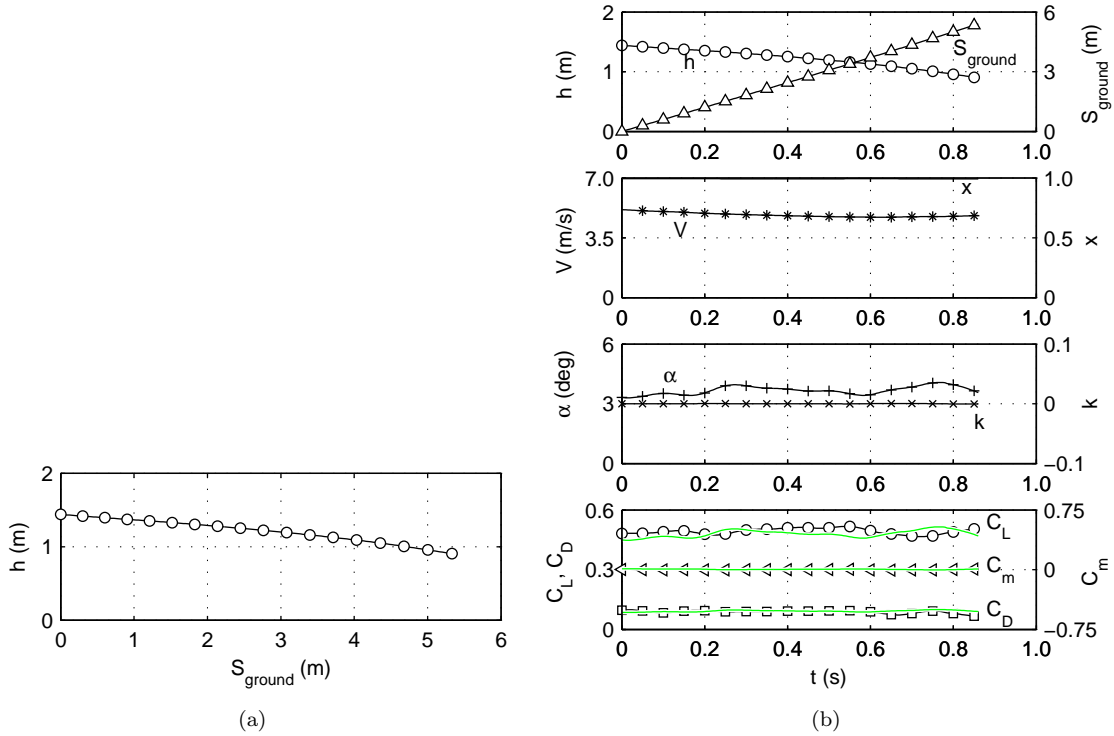 2
1
0
h (m)
0 1 2 3 4 5 6
S_ground (m)
(a)
2
1
0
h (m)
h
S_ground
6
3
0
S_ground (m)
0 0.2 0.4 0.6 0.8 1.0
7.0
3.5
0
V (m/s)
V
x
1.0
0.5
0
x
0 0.2 0.4 0.6 0.8 1.0
6
3
0
α (deg)
α
k
0.1
0
−0.1
k
0 0.2 0.4 0.6 0.8 1.0
0.6
0.3
0
C_L, C_D
C_L
C_m
C_D
0.75
0
−0.75
C_m
0 0.2 0.4 0.6 0.8 1.0
t (s)
(b)